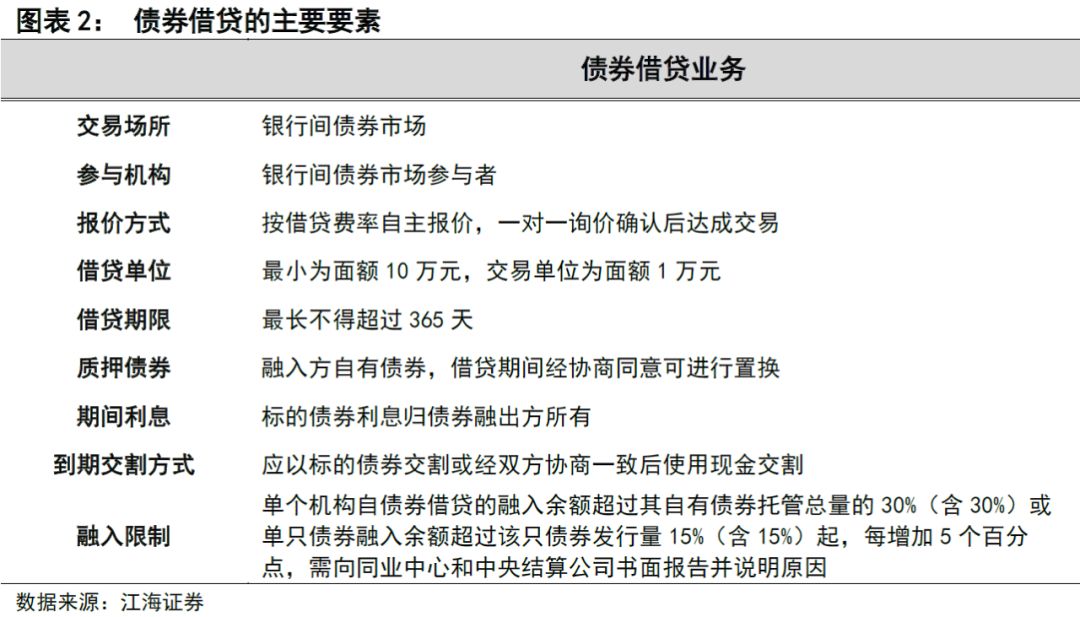 图表 2： 债券借贷的主要要素
债券借贷业务
交易场所 银行间债券市场
参与机构 银行间债券市场参与者
报价方式 按借贷费率自主报价，一对一询价确认后达成交易
借贷单位 最小为面额 10 万元，交易单位为面额 1 万元
借贷期限 最长不得超过 365 天
质押债券 融入方自有债券，借贷期间经协商同意可进行置换
期间利息 标的债券利息归债券融出方所有
到期交割方式 应以标的债券交割或经双方协商一致后使用现金交割
融入限制 单个机构自债券借贷的融入余额超过其自有债券托管总量的 30%（含 30%）或
单只债券融入余额超过该只债券发行量 15%（含 15%）起，每增加 5 个百分
点，需向同业中心和中央结算公司书面报告并说明原因
数据来源：江海证券